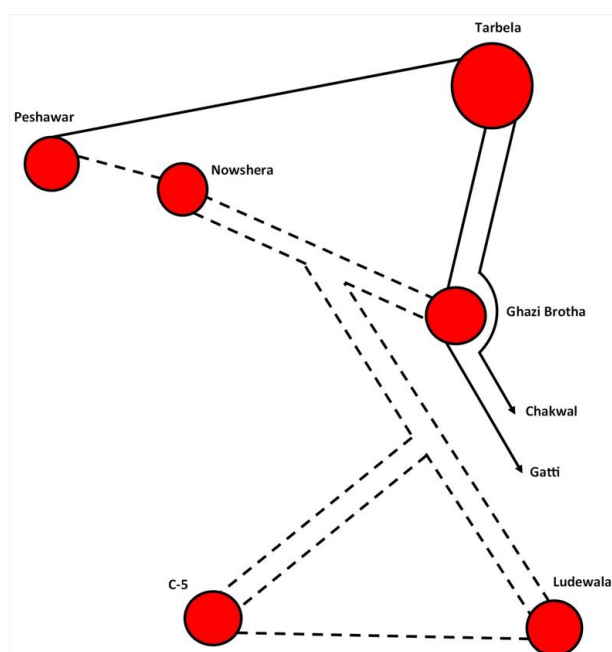 Tarbela
Peshawar
Nowshera
Ghazi Brotha
Chakwal
Gatti
C-5
Ludewala